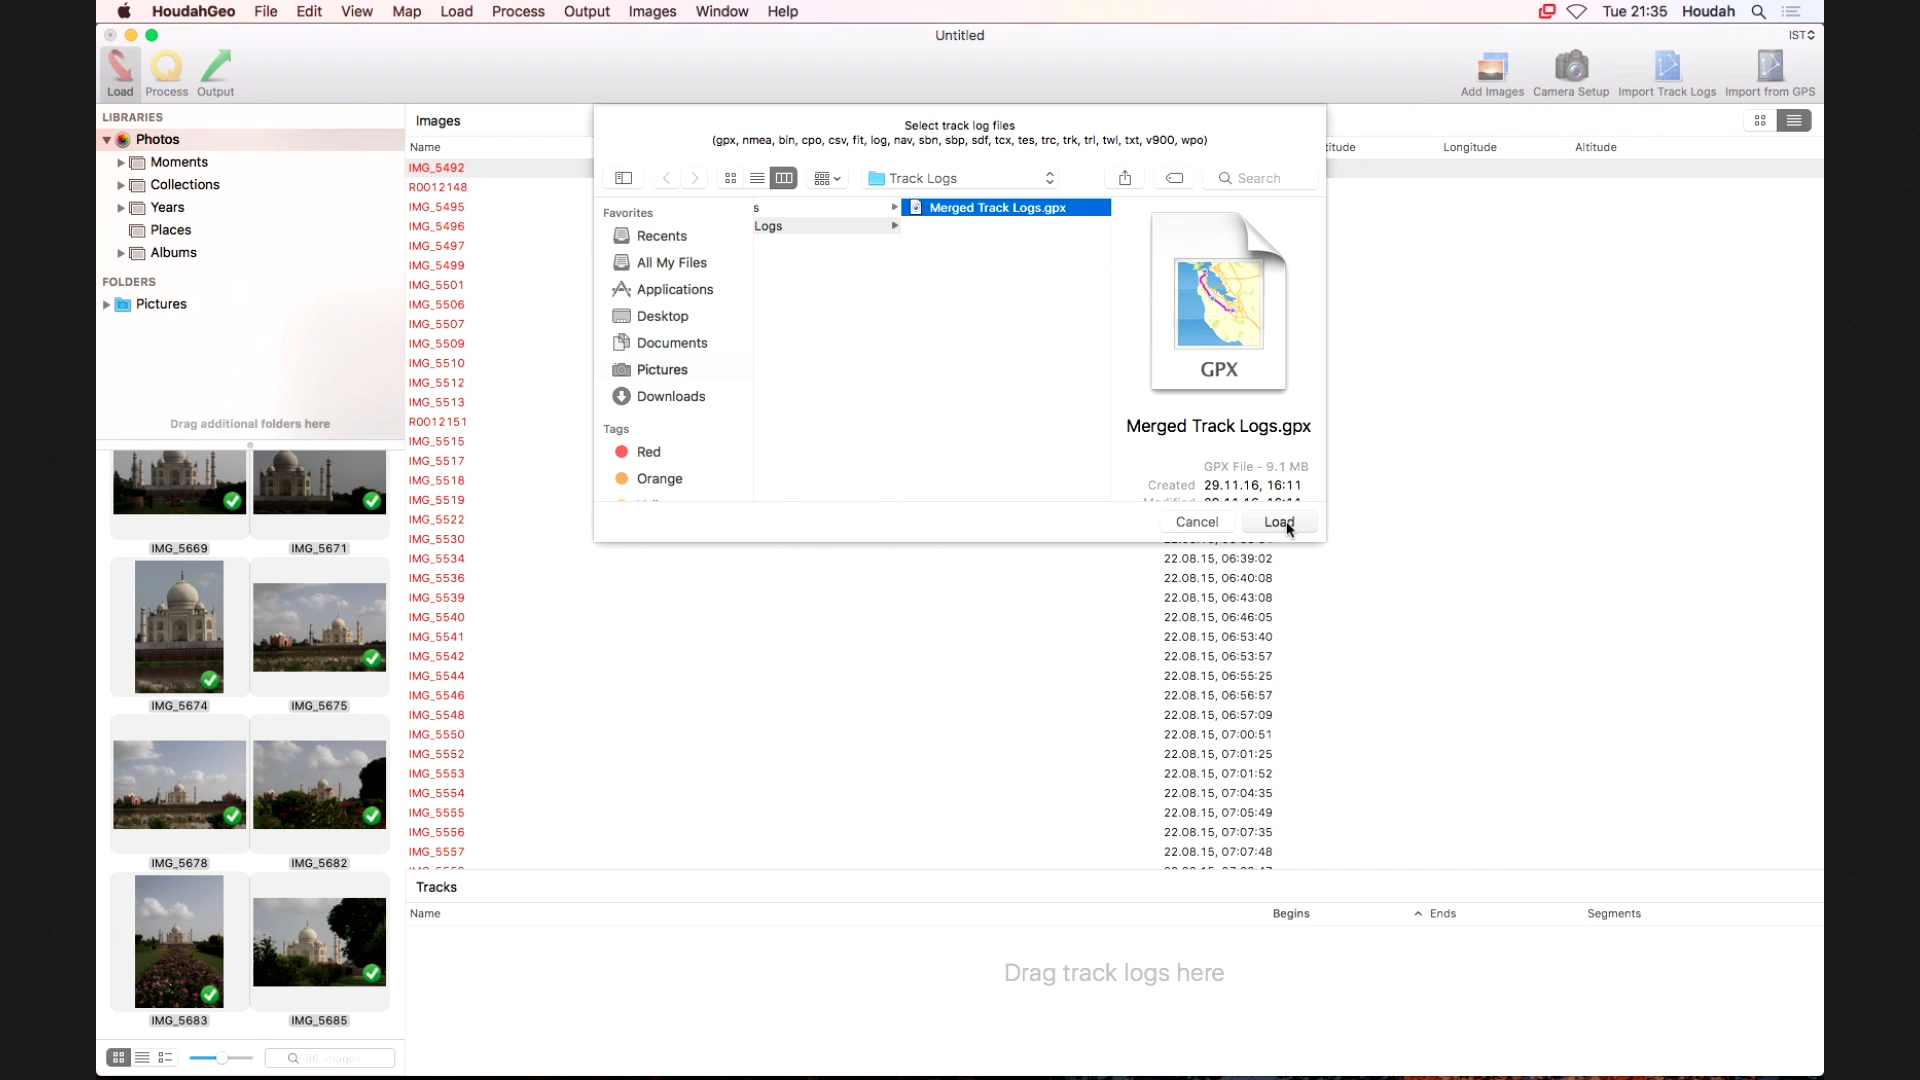 HoudahGeo File Edit View Map Load Process Output Images Window Help Tue 21:35 Houdah
Untitled
IST
Load Process Output Add Images Camera Setup Import Track Logs Import from GPS
LIBRARIES
Photos
Moments
Collections
Years
Places
Albums
FOLDERS
Pictures
Drag additional folders here
IMG_5669 IMG_5671
IMG_5674 IMG_5675
IMG_5678 IMG_5682
IMG_5683 IMG_5685
86 images
Images
Name Longitude Altitude
IMG_5492
R0012148
IMG_5495
IMG_5496
IMG_5497
IMG_5499
IMG_5501
IMG_5506
IMG_5507
IMG_5509
IMG_5510
IMG_5512
IMG_5513
R0012151
IMG_5515
IMG_5517
IMG_5518
IMG_5519
IMG_5522
IMG_5530
IMG_5534 22.08.15, 06:39:02
IMG_5536 22.08.15, 06:40:08
IMG_5539 22.08.15, 06:43:08
IMG_5540 22.08.15, 06:46:05
IMG_5541 22.08.15, 06:53:40
IMG_5542 22.08.15, 06:53:57
IMG_5544 22.08.15, 06:55:25
IMG_5546 22.08.15, 06:56:57
IMG_5548 22.08.15, 06:57:09
IMG_5550 22.08.15, 07:00:51
IMG_5552 22.08.15, 07:01:25
IMG_5553 22.08.15, 07:01:52
IMG_5554 22.08.15, 07:04:35
IMG_5555 22.08.15, 07:05:49
IMG_5556 22.08.15, 07:07:35
IMG_5557 22.08.15, 07:07:48
Select track log files
(gpx, nmea, bin, cpo, csv, fit, log, nav, sbn, sbp, sdf, tcx, tes, trc, trk, trl, twl, txt, v900, wpo)
Track Logs
Search
Favorites
Recents
All My Files
Applications
Desktop
Documents
Pictures
Downloads
Tags
Red
Orange
s
Logs
Merged Track Logs.gpx
GPX
Merged Track Logs.gpx
GPX File - 9.1 MB
Created 29.11.16, 16:11
Cancel Load
Tracks
Name Begins Ends Segments
Drag track logs here